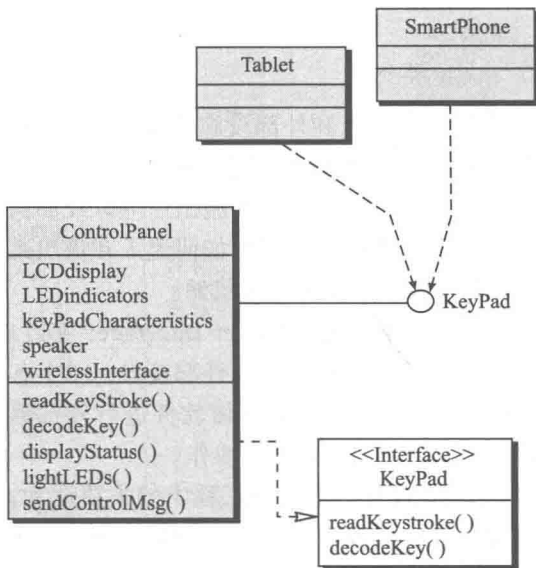 SmartPhone
Tablet
ControlPanel
LCDdisplay
LEDindicators
keyPadCharacteristics
speaker
wirelessInterface
readKeyStroke( )
decodeKey( )
displayStatus( )
lightLEDs( )
sendControlMsg( )
KeyPad
<<Interface>>
KeyPad
readKeystroke( )
decodeKey( )